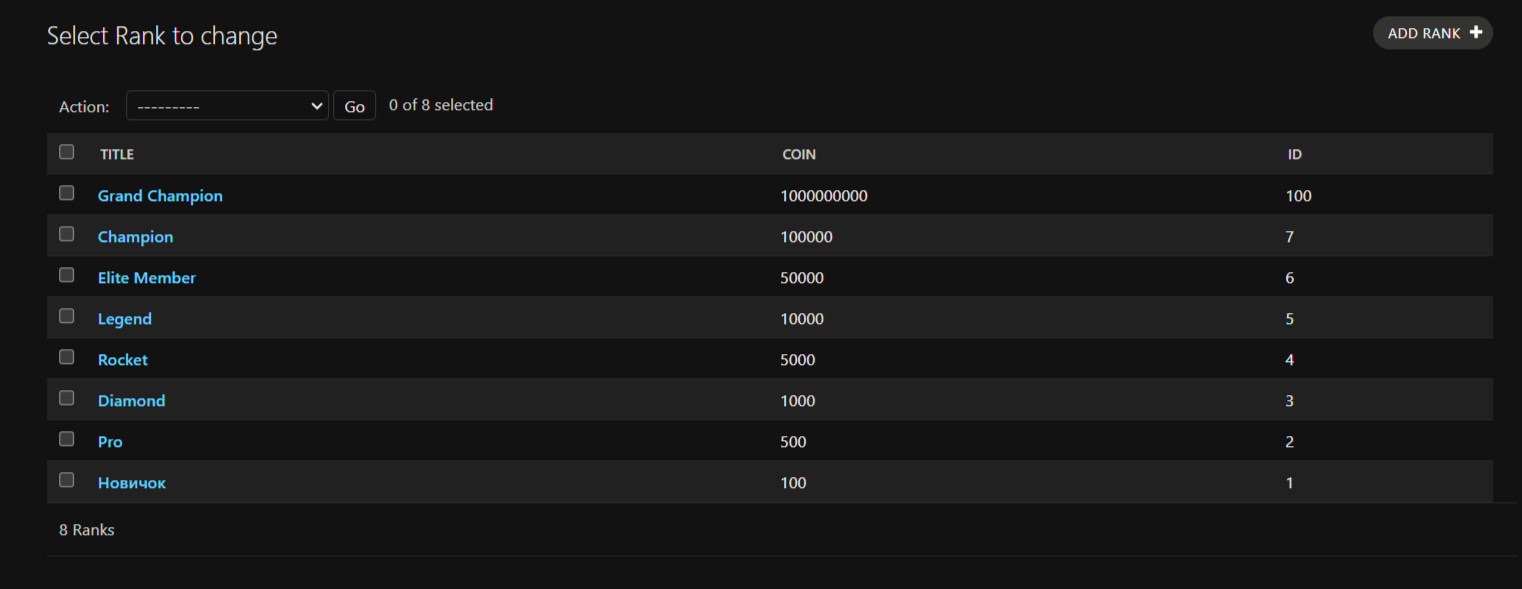 Select Rank to change
ADD RANK
Action: --------- Go 0 of 8 selected
TITLE COIN ID
Grand Champion 1000000000 100
Champion 100000 7
Elite Member 50000 6
Legend 10000 5
Rocket 5000 4
Diamond 1000 3
Pro 500 2
Новичок 100 1
8 Ranks